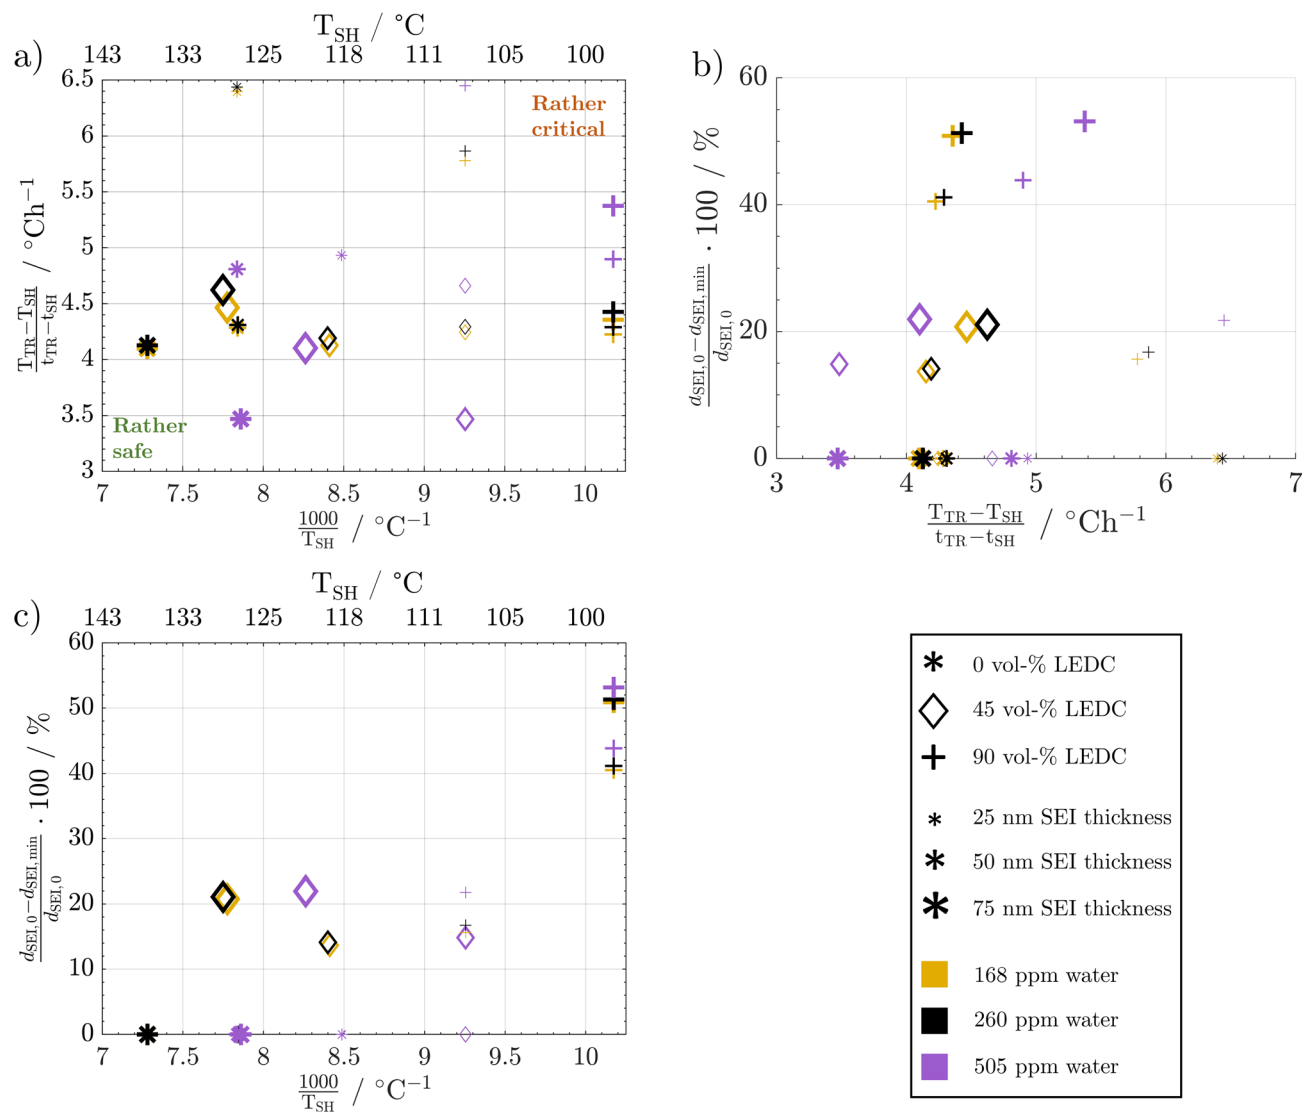 a)
T_SH / °C
143 133 125 118 111 105 100
6.5
6
5.5
5
4.5
4
3.5
3
T_TR−T_SH
t_TR−t_SH / °Ch⁻¹
Rather
critical
Rather
safe
7 7.5 8 8.5 9 9.5 10
1000
T_SH / °C⁻¹
b)
60
40
20
0
d_SEI,0−d_SEI,min
d_SEI,0 · 100 / %
3 4 5 6 7
T_TR−T_SH
t_TR−t_SH / °Ch⁻¹
c)
T_SH / °C
143 133 125 118 111 105 100
60
50
40
30
20
10
0
d_SEI,0−d_SEI,min
d_SEI,0 · 100 / %
7 7.5 8 8.5 9 9.5 10
1000
T_SH / °C⁻¹
0 vol-% LEDC
45 vol-% LEDC
90 vol-% LEDC
25 nm SEI thickness
50 nm SEI thickness
75 nm SEI thickness
168 ppm water
260 ppm water
505 ppm water